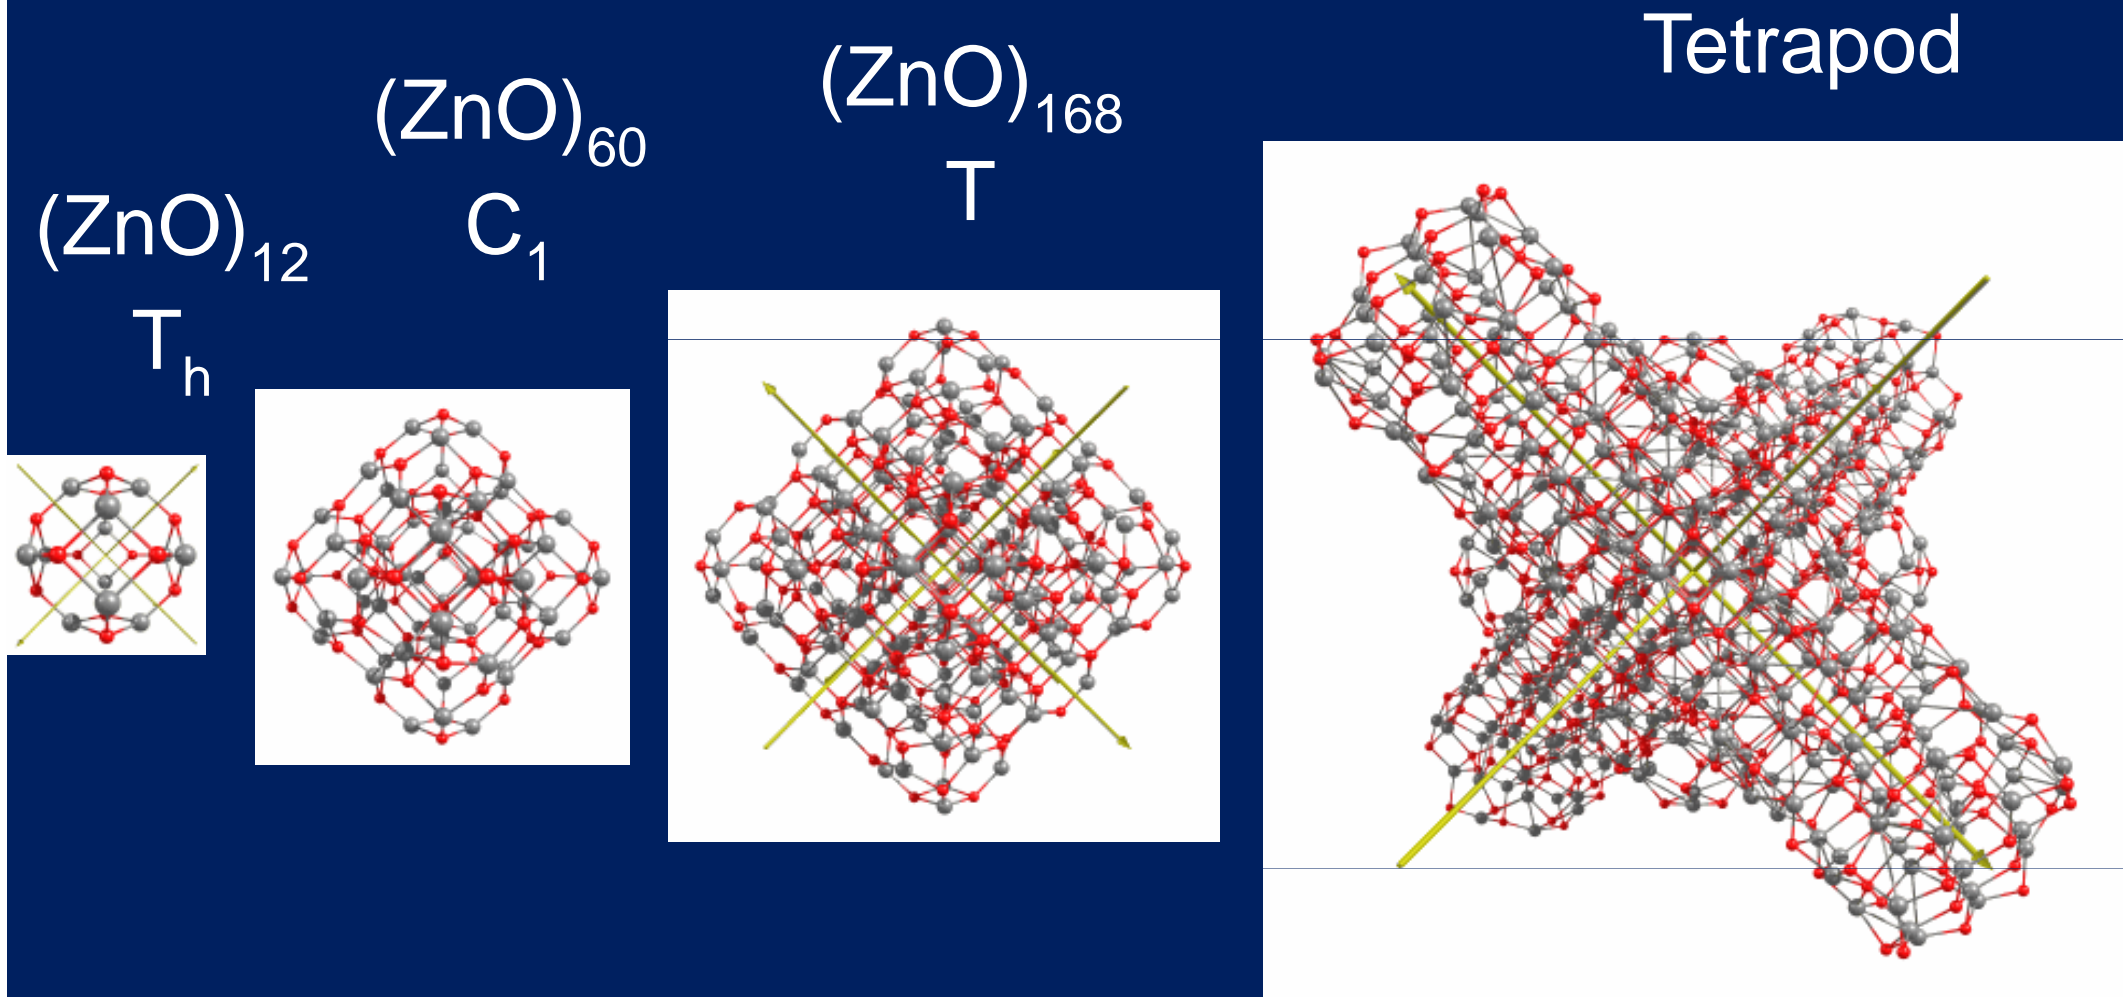 (ZnO)₁₂
Tₕ
(ZnO)₆₀
C₁
(ZnO)₁₆₈
T
Tetrapod